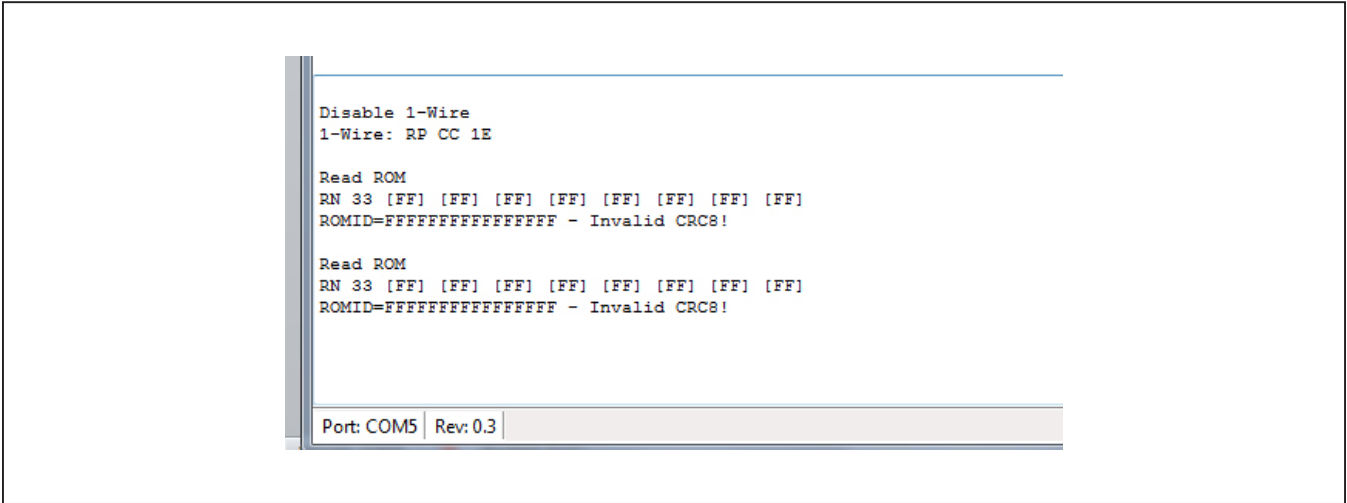 Disable 1-Wire
1-Wire: RP CC 1E
Read ROM
RN 33 [FF] [FF] [FF] [FF] [FF] [FF] [FF] [FF]
ROMID=FFFFFFFFFFFFFFFF - Invalid CRC8!
Read ROM
RN 33 [FF] [FF] [FF] [FF] [FF] [FF] [FF] [FF]
ROMID=FFFFFFFFFFFFFFFF - Invalid CRC8!
Port: COM5 Rev: 0.3